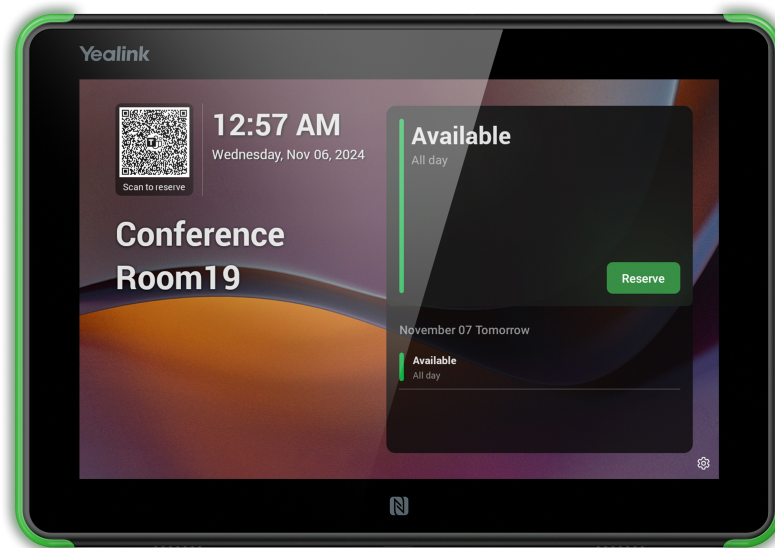 Yealink
12:57 AM
Wednesday, Nov 06, 2024
Scan to reserve
Conference
Room19
Available
All day
Reserve
November 07 Tomorrow
Available
All day